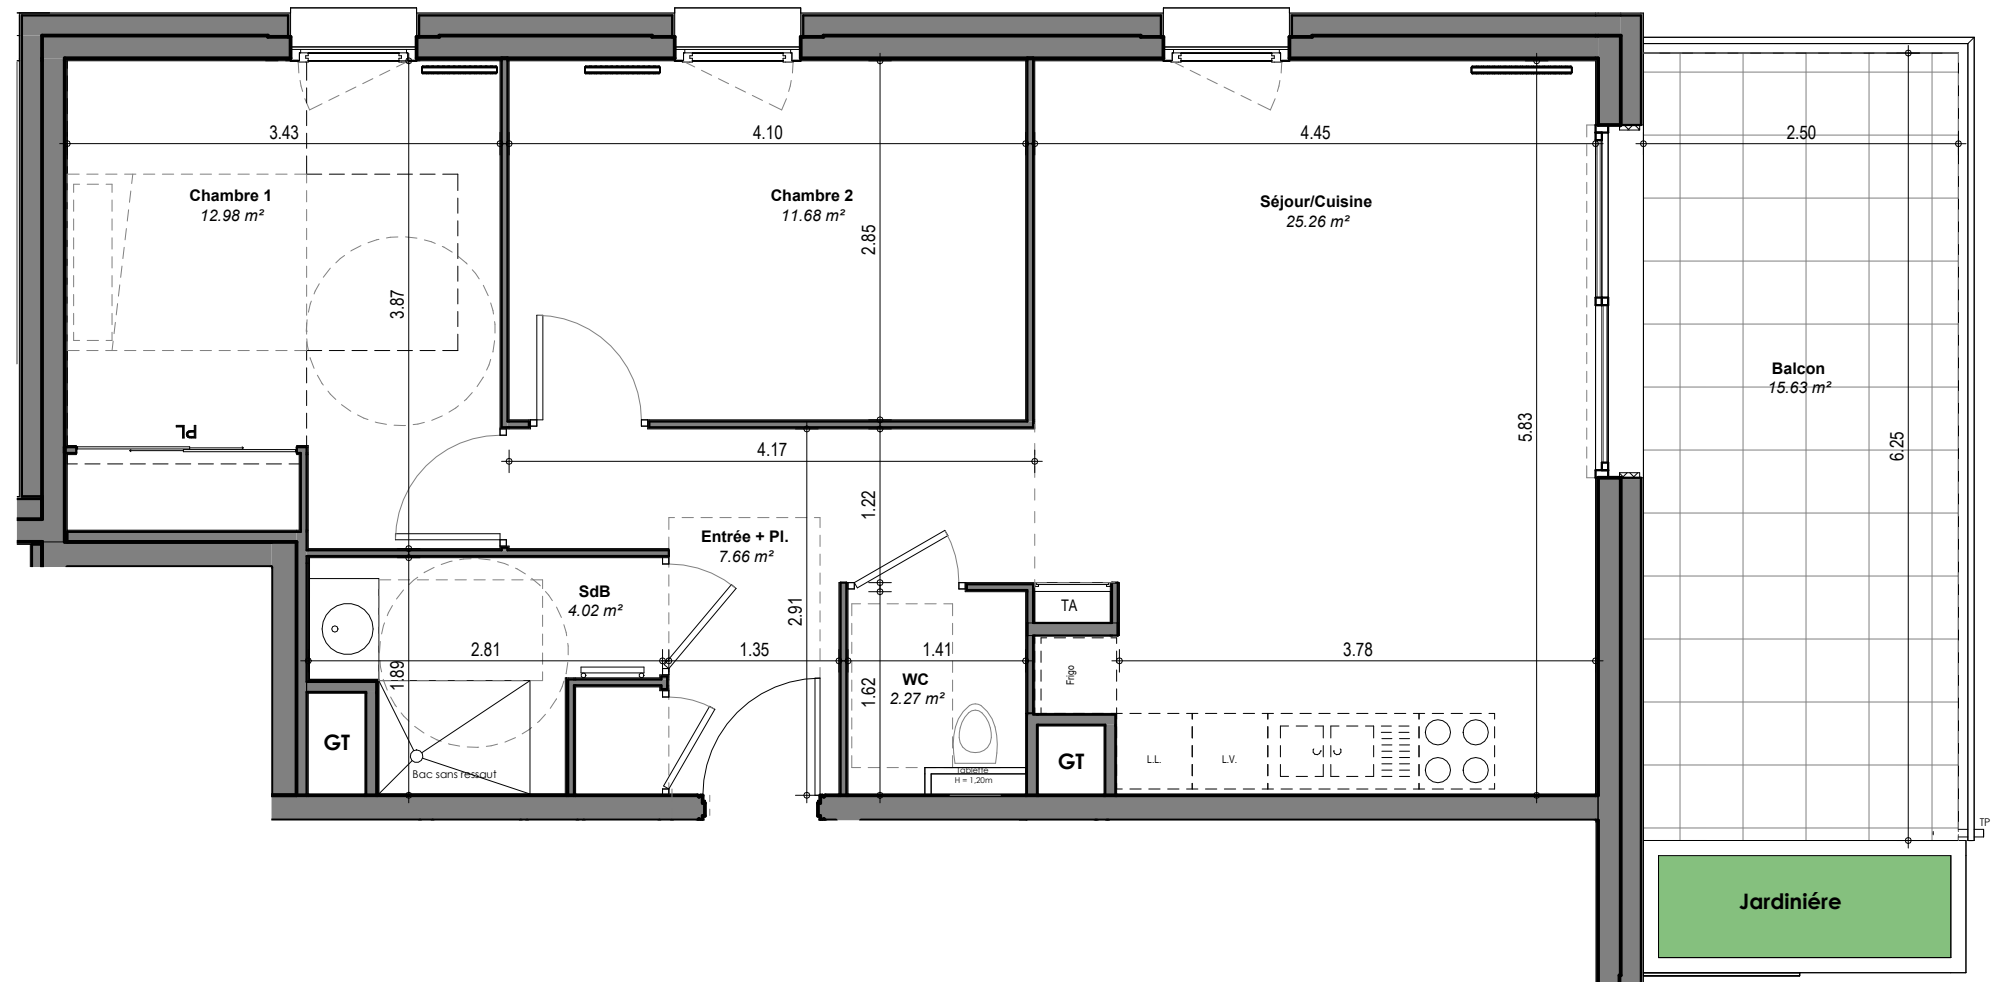 3.43
4.10
4.45
2.50
Chambre 1
12.98 m²
Chambre 2
11.68 m²
Séjour/Cuisine
25.26 m²
2.85
3.87
Balcon
15.63 m²
5.83
6.25
PL
4.17
1.22
Entrée + Pl.
7.66 m²
SdB
4.02 m²
2.91
TA
2.81
1.35
1.41
3.78
1.89
WC
2.27 m²
1.62
Frigo
GT
Bac sans ressaut
Tablette
H = 1,20m
GT
L.L.
L.V.
TP
Jardiniére